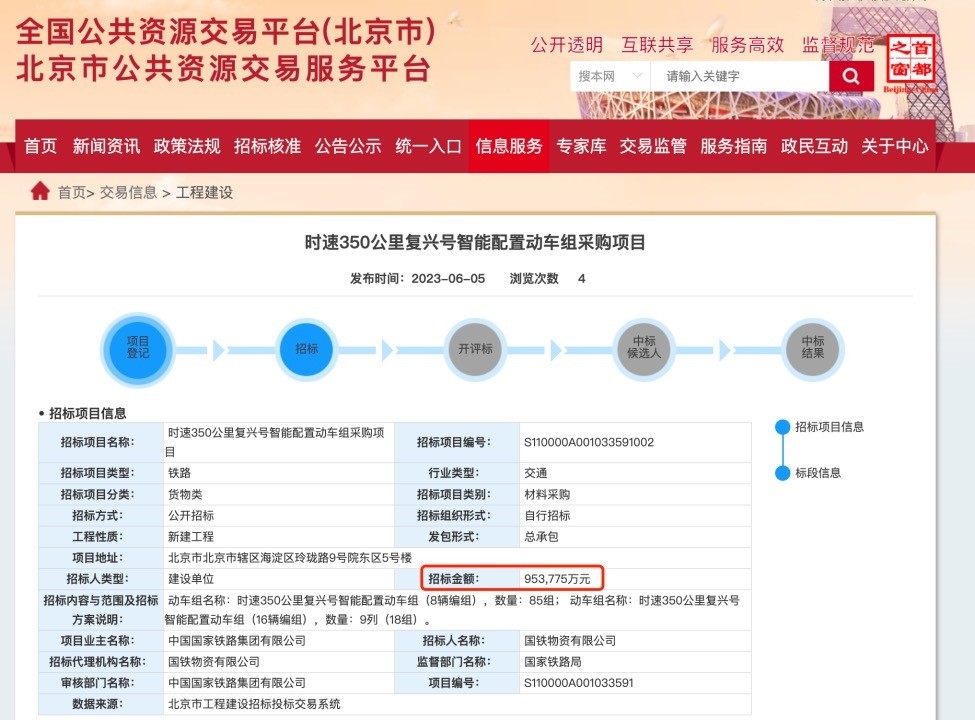 全国公共资源交易平台(北京市)
北京市公共资源交易服务平台
公开透明 互联共享 服务高效 监督规范
首都之窗
Beijing-China
搜本网 请输入关键字
首页 新闻资讯 政策法规 招标核准 公告公示 统一入口 信息服务 专家库 交易监管 服务指南 政民互动 关于中心
首页> 交易信息 > 工程建设
时速350公里复兴号智能配置动车组采购项目
发布时间：2023-06-05 浏览次数 4
项目
登记
招标
开评标
中标
候选人
中标
结果
• 招标项目信息
招标项目名称： 时速350公里复兴号智能配置动车组采购项
目
招标项目编号： S110000A001033591002
招标项目类型： 铁路 行业类型： 交通
招标项目分类： 货物类 招标项目类别： 材料采购
招标方式： 公开招标 招标组织形式： 自行招标
工程性质： 新建工程 发包形式： 总承包
项目地址： 北京市北京市辖区海淀区玲珑路9号院东区5号楼
招标人类型： 建设单位 招标金额： 953,775万元
招标内容与范围及招标 动车组名称：时速350公里复兴号智能配置动车组（8辆编组），数量：85组； 动车组名称：时速350公里复兴号
方案说明： 智能配置动车组（16辆编组），数量：9列（18组）。
项目业主名称： 中国国家铁路集团有限公司 招标人名称： 国铁物资有限公司
招标代理机构名称： 国铁物资有限公司 监督部门名称： 国家铁路局
审核部门名称： 中国国家铁路集团有限公司 项目编号： S110000A001033591
数据来源： 北京市工程建设招标投标交易系统
招标项目信息
标段信息